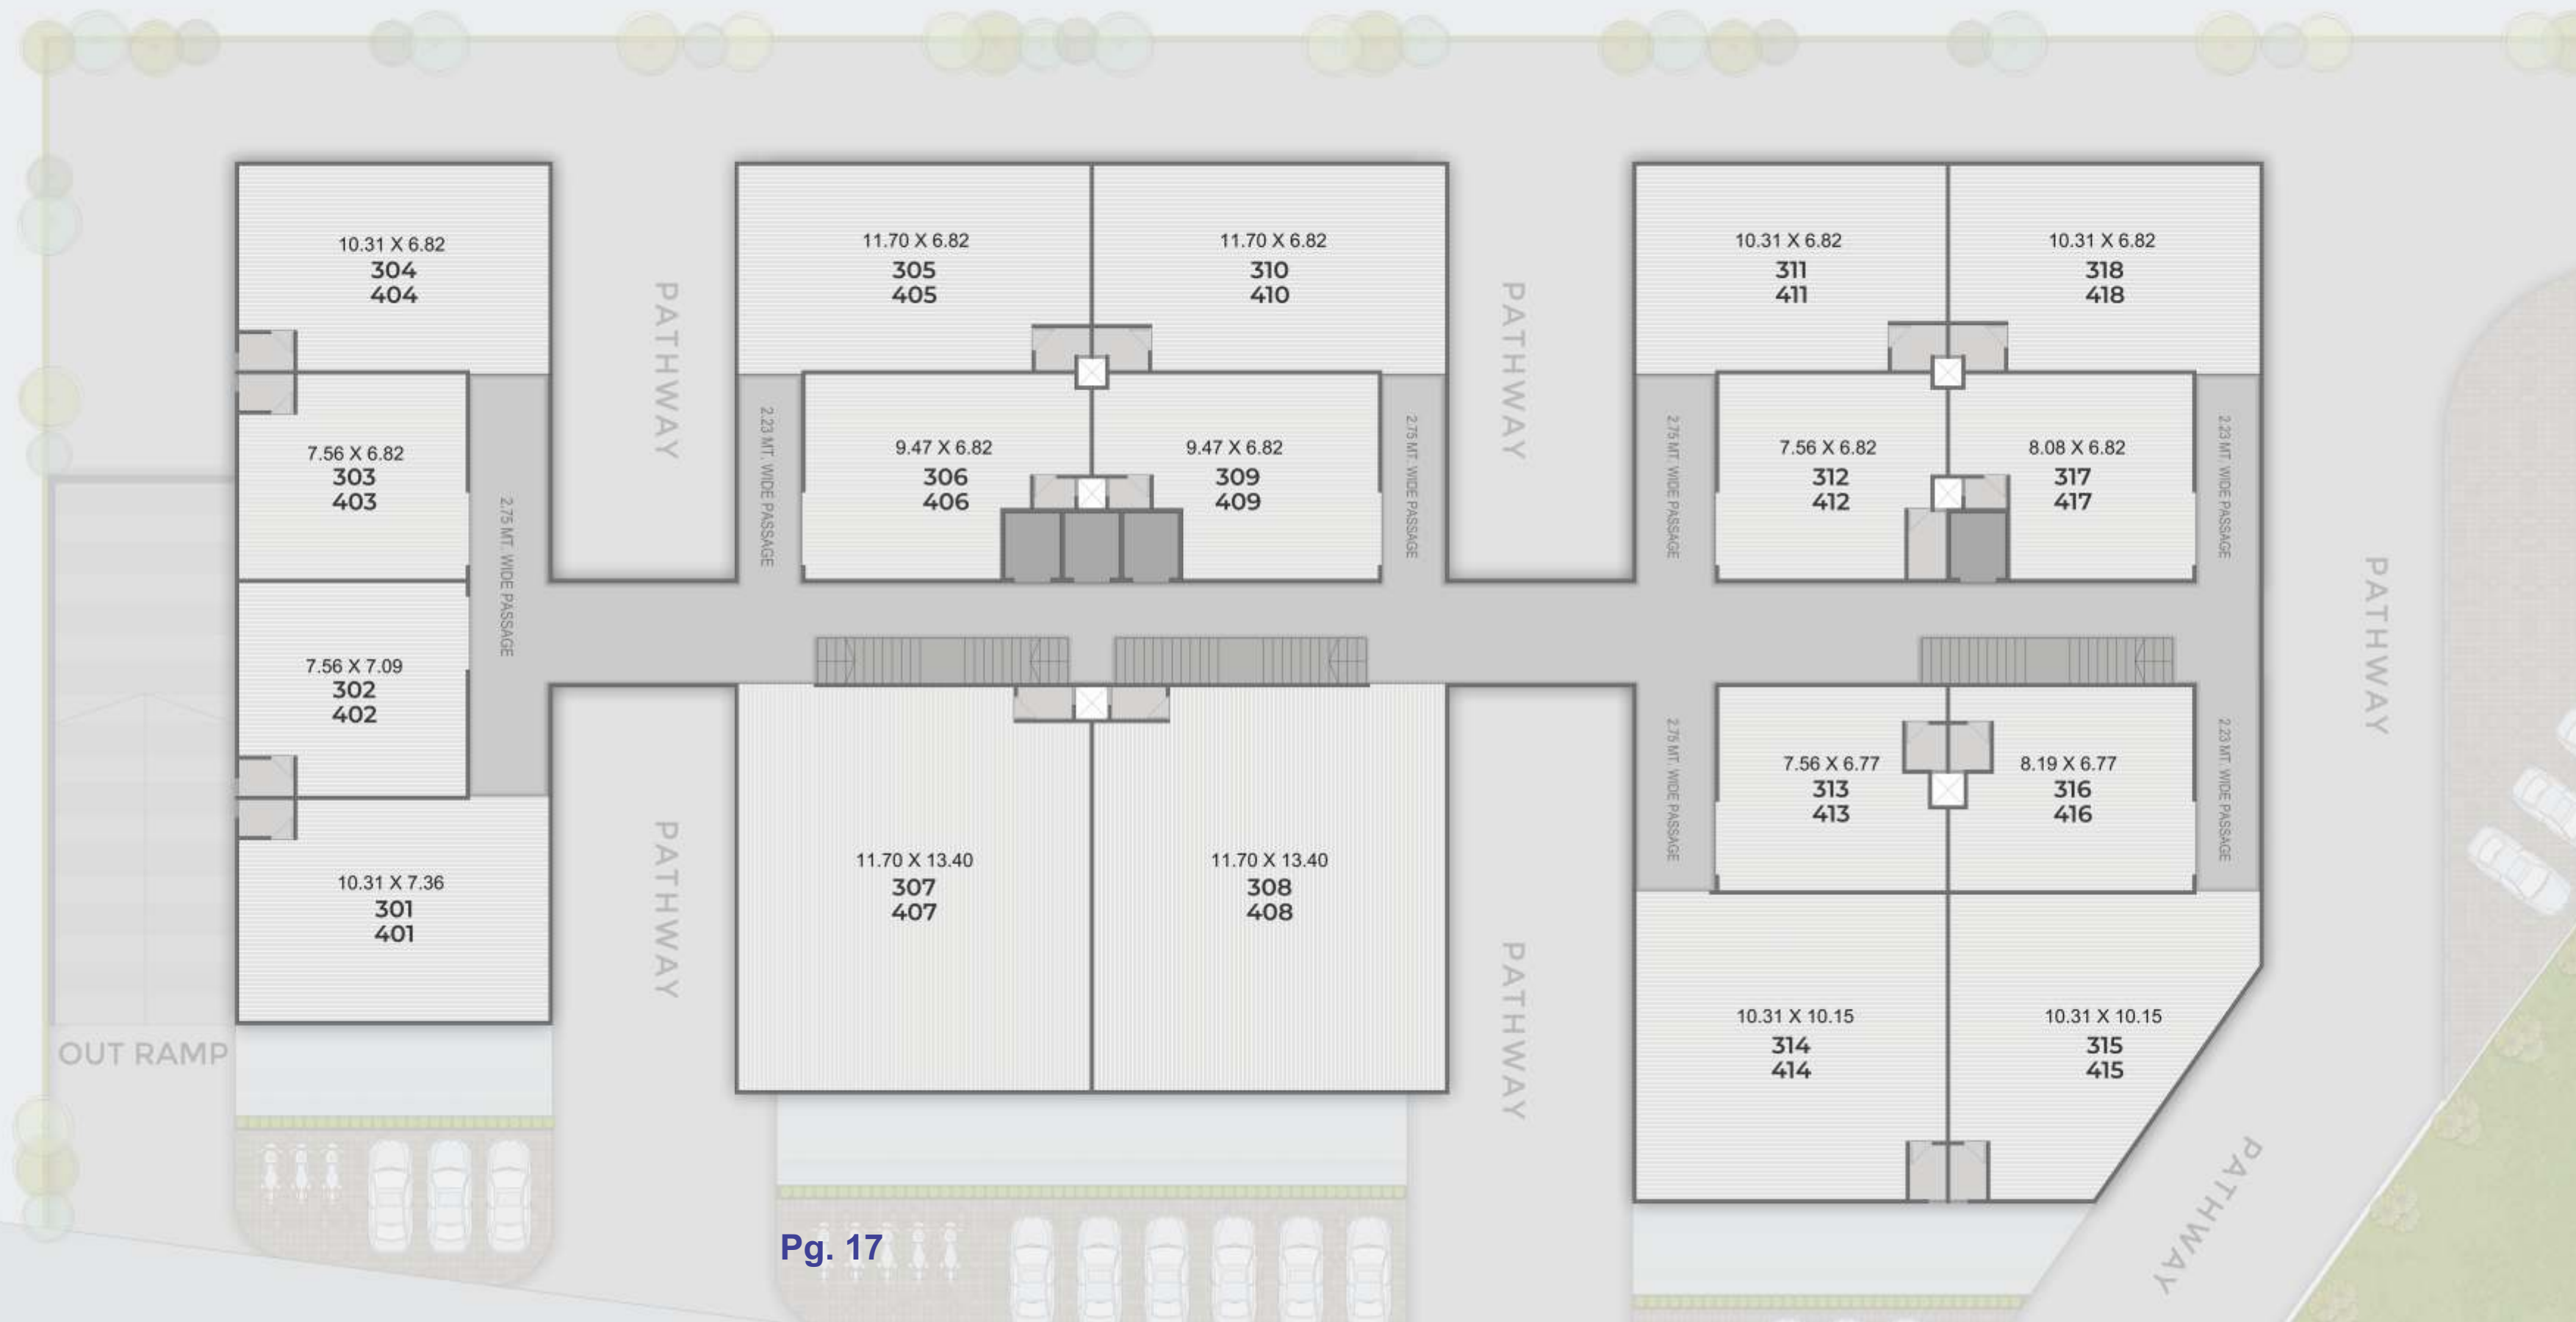 10.31 X 6.82
304
404
7.56 X 6.82
303
403
7.56 X 7.09
302
402
10.31 X 7.36
301
401
2.75 MT. WIDE PASSAGE
OUT RAMP
PATHWAY
PATHWAY
11.70 X 6.82
305
405
11.70 X 6.82
310
410
2.23 MT. WIDE PASSAGE
9.47 X 6.82
306
406
9.47 X 6.82
309
409
2.75 MT. WIDE PASSAGE
11.70 X 13.40
307
407
11.70 X 13.40
308
408
Pg. 17
PATHWAY
PATHWAY
10.31 X 6.82
311
411
10.31 X 6.82
318
418
2.75 MT. WIDE PASSAGE
7.56 X 6.82
312
412
8.08 X 6.82
317
417
2.23 MT. WIDE PASSAGE
2.75 MT. WIDE PASSAGE
7.56 X 6.77
313
413
8.19 X 6.77
316
416
2.23 MT. WIDE PASSAGE
10.31 X 10.15
314
414
10.31 X 10.15
315
415
PATHWAY
PATHWAY